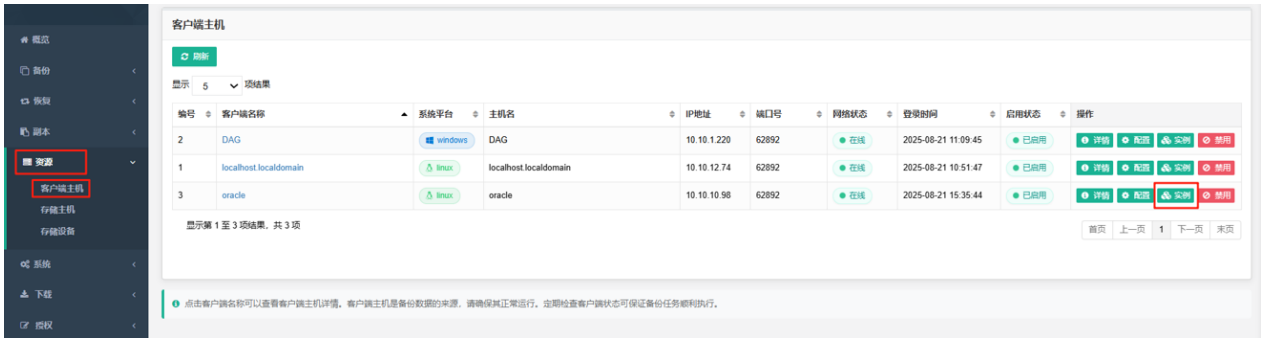 概览
备份
恢复
副本
资源
客户端主机
存储主机
存储设备
系统
下载
授权
客户端主机
刷新
显示 5 项结果
编号 客户端名称 系统平台 主机名 IP地址 端口号 网络状态 登录时间 启用状态 操作
2 DAG windows DAG 10.10.1.220 62892 在线 2025-08-21 11:09:45 已启用 详情 配置 实例 禁用
1 localhost.localdomain linux localhost.localdomain 10.10.12.74 62892 在线 2025-08-21 10:51:47 已启用 详情 配置 实例 禁用
3 oracle linux oracle 10.10.10.98 62892 在线 2025-08-21 15:35:44 已启用 详情 配置 实例 禁用
显示第 1 至 3 项结果，共 3 项
首页 上一页 1 下一页 末页
点击客户端名称可以查看客户端主机详情。客户端主机是备份数据的来源，请确保其正常运行。定期检查客户端状态可保证备份任务顺利执行。